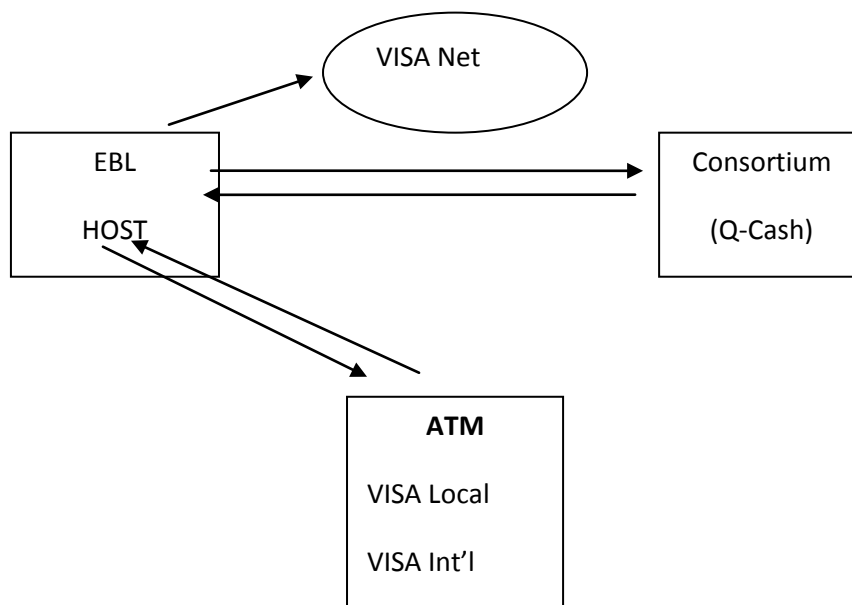 VISA Net
EBL
HOST
Consortium
(Q-Cash)
ATM
VISA Local
VISA Int’l